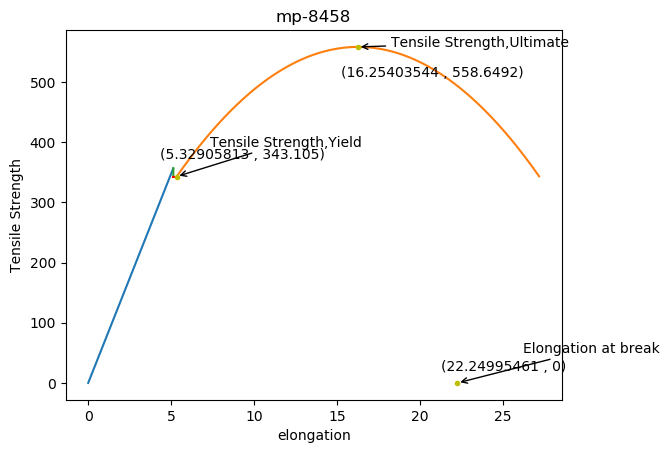 mp-8458
Tensile Strength,Ultimate
(16.25403544 , 558.6492)
Tensile Strength,Yield
(5.32905813 , 343.105)
Elongation at break
(22.24995461 , 0)
500
400
300
200
100
0
Tensile Strength
0 5 10 15 20 25
elongation